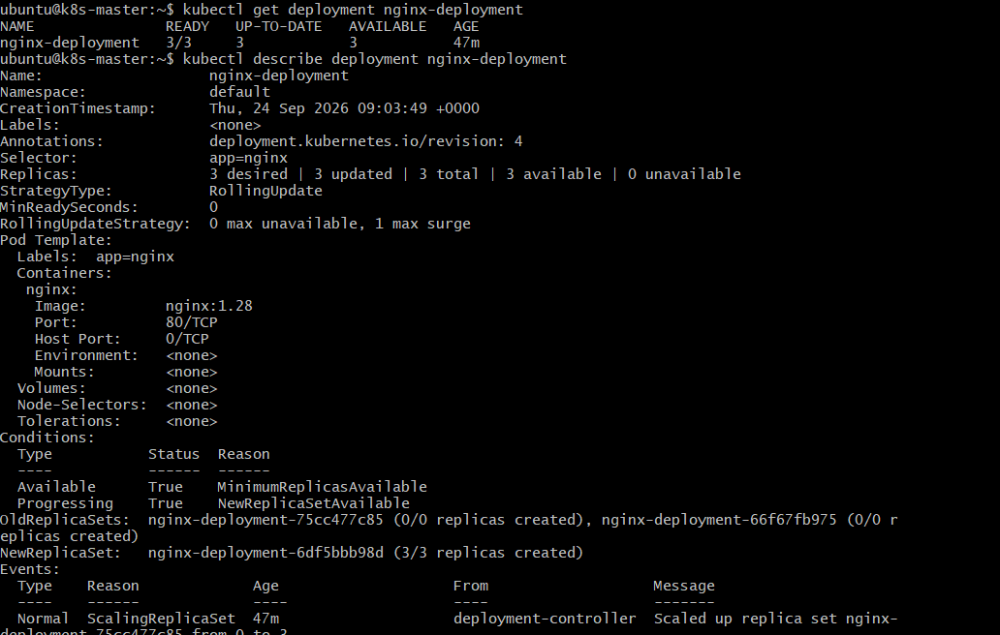 ubuntu@k8s-master:~$ kubectl get deployment nginx-deployment
NAME               READY   UP-TO-DATE   AVAILABLE   AGE
nginx-deployment   3/3     3            3           47m
ubuntu@k8s-master:~$ kubectl describe deployment nginx-deployment
Name:                   nginx-deployment
Namespace:              default
CreationTimestamp:      Thu, 24 Sep 2026 09:03:49 +0000
Labels:                 <none>
Annotations:            deployment.kubernetes.io/revision: 4
Selector:               app=nginx
Replicas:               3 desired | 3 updated | 3 total | 3 available | 0 unavailable
StrategyType:           RollingUpdate
MinReadySeconds:        0
RollingUpdateStrategy:  0 max unavailable, 1 max surge
Pod Template:
  Labels:  app=nginx
  Containers:
   nginx:
    Image:         nginx:1.28
    Port:          80/TCP
    Host Port:     0/TCP
    Environment:   <none>
    Mounts:        <none>
  Volumes:         <none>
  Node-Selectors:  <none>
  Tolerations:     <none>
Conditions:
  Type           Status  Reason
  ----           ------  ------
  Available      True    MinimumReplicasAvailable
  Progressing    True    NewReplicaSetAvailable
OldReplicaSets:  nginx-deployment-75cc477c85 (0/0 replicas created), nginx-deployment-66f67fb975 (0/0 r
eplicas created)
NewReplicaSet:   nginx-deployment-6df5bbb98d (3/3 replicas created)
Events:
  Type    Reason             Age                    From                   Message
  ----    ------             ----                   ----                   -------
  Normal  ScalingReplicaSet  47m                    deployment-controller  Scaled up replica set nginx-
deployment-75cc477c85 from 0 to 3